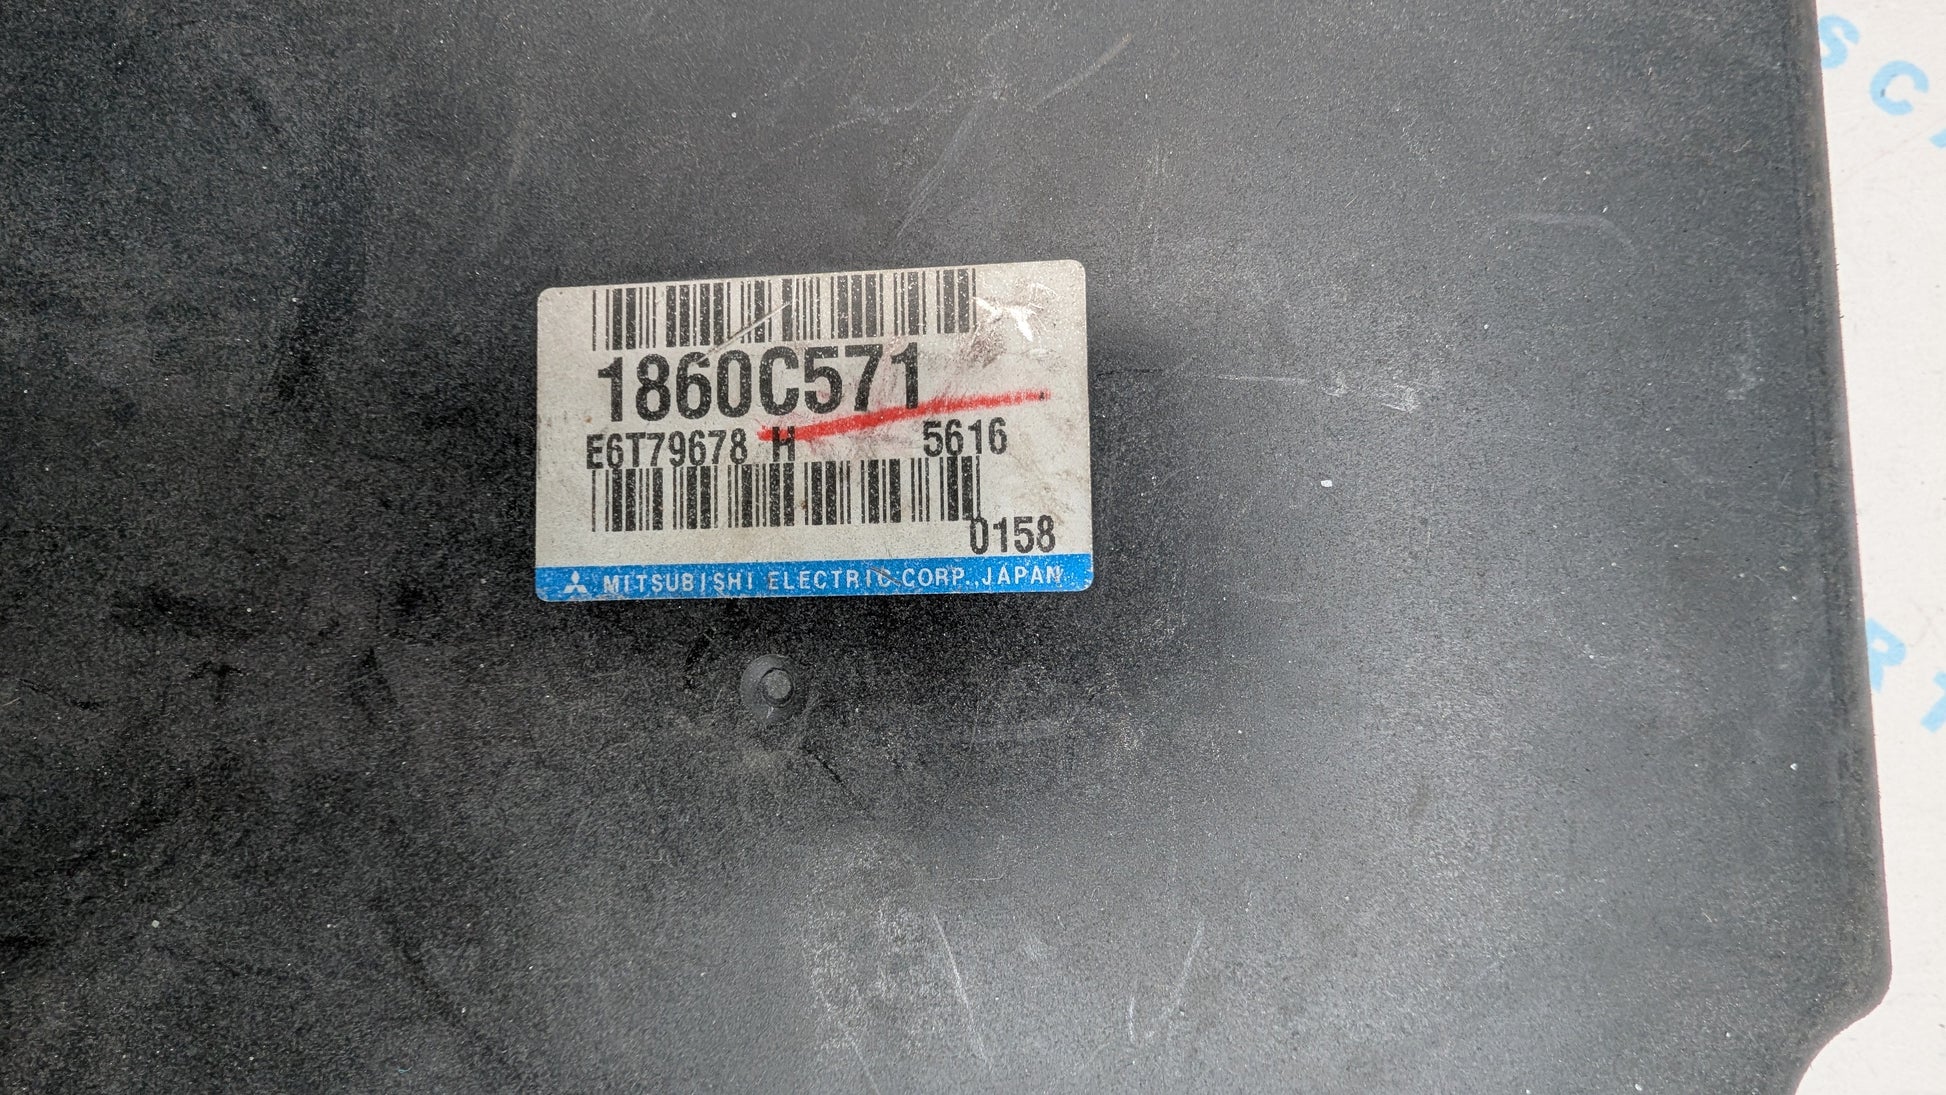 1860C571
E6T79678 H 5616
0158
MITSUBISHI ELECTRIC CORP. JAPAN